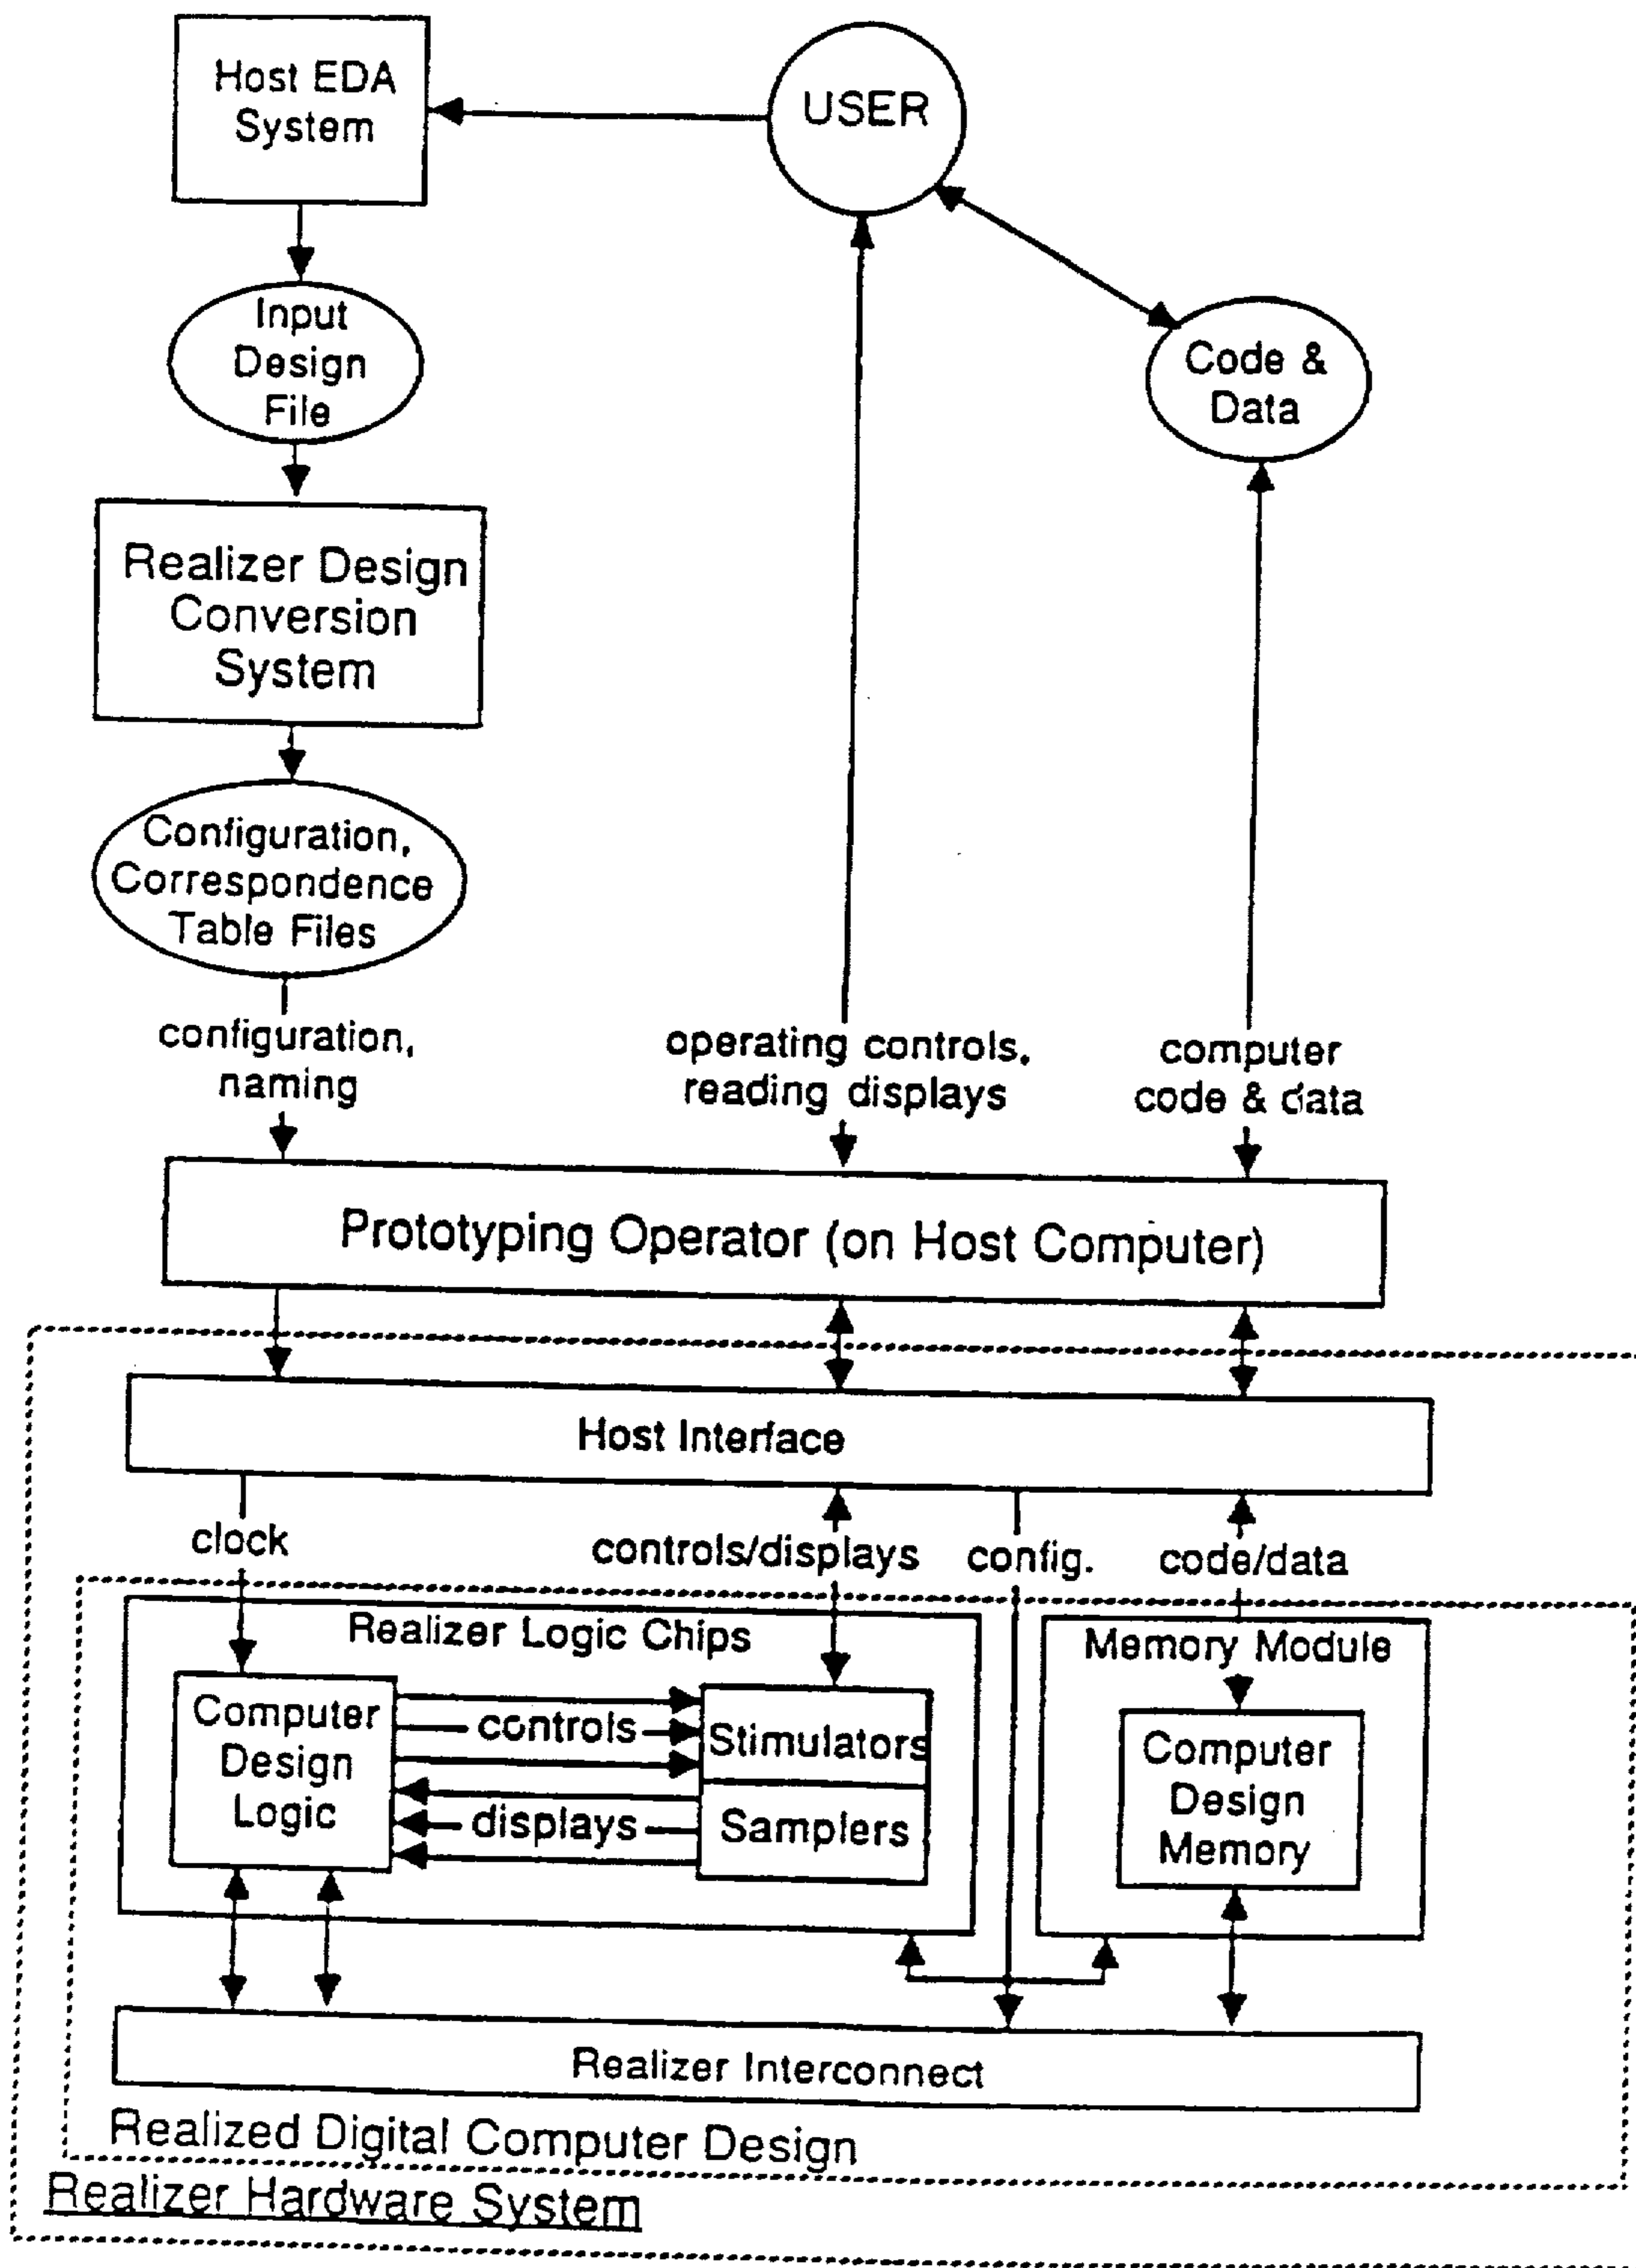 Host EDA
System
USER
Input
Design
File
Code &
Data
Realizer Design
Conversion
System
Configuration,
Correspondence
Table Files
configuration,
naming
operating controls,
reading displays
computer
code & data
Prototyping Operator (on Host Computer)
Host Interface
clock
controls/displays
config.
code/data
Realizer Logic Chips
Memory Module
Computer
Design
Logic
controls
displays
Stimulators
Samplers
Computer
Design
Memory
Realizer Interconnect
Realized Digital Computer Design
Realizer Hardware System